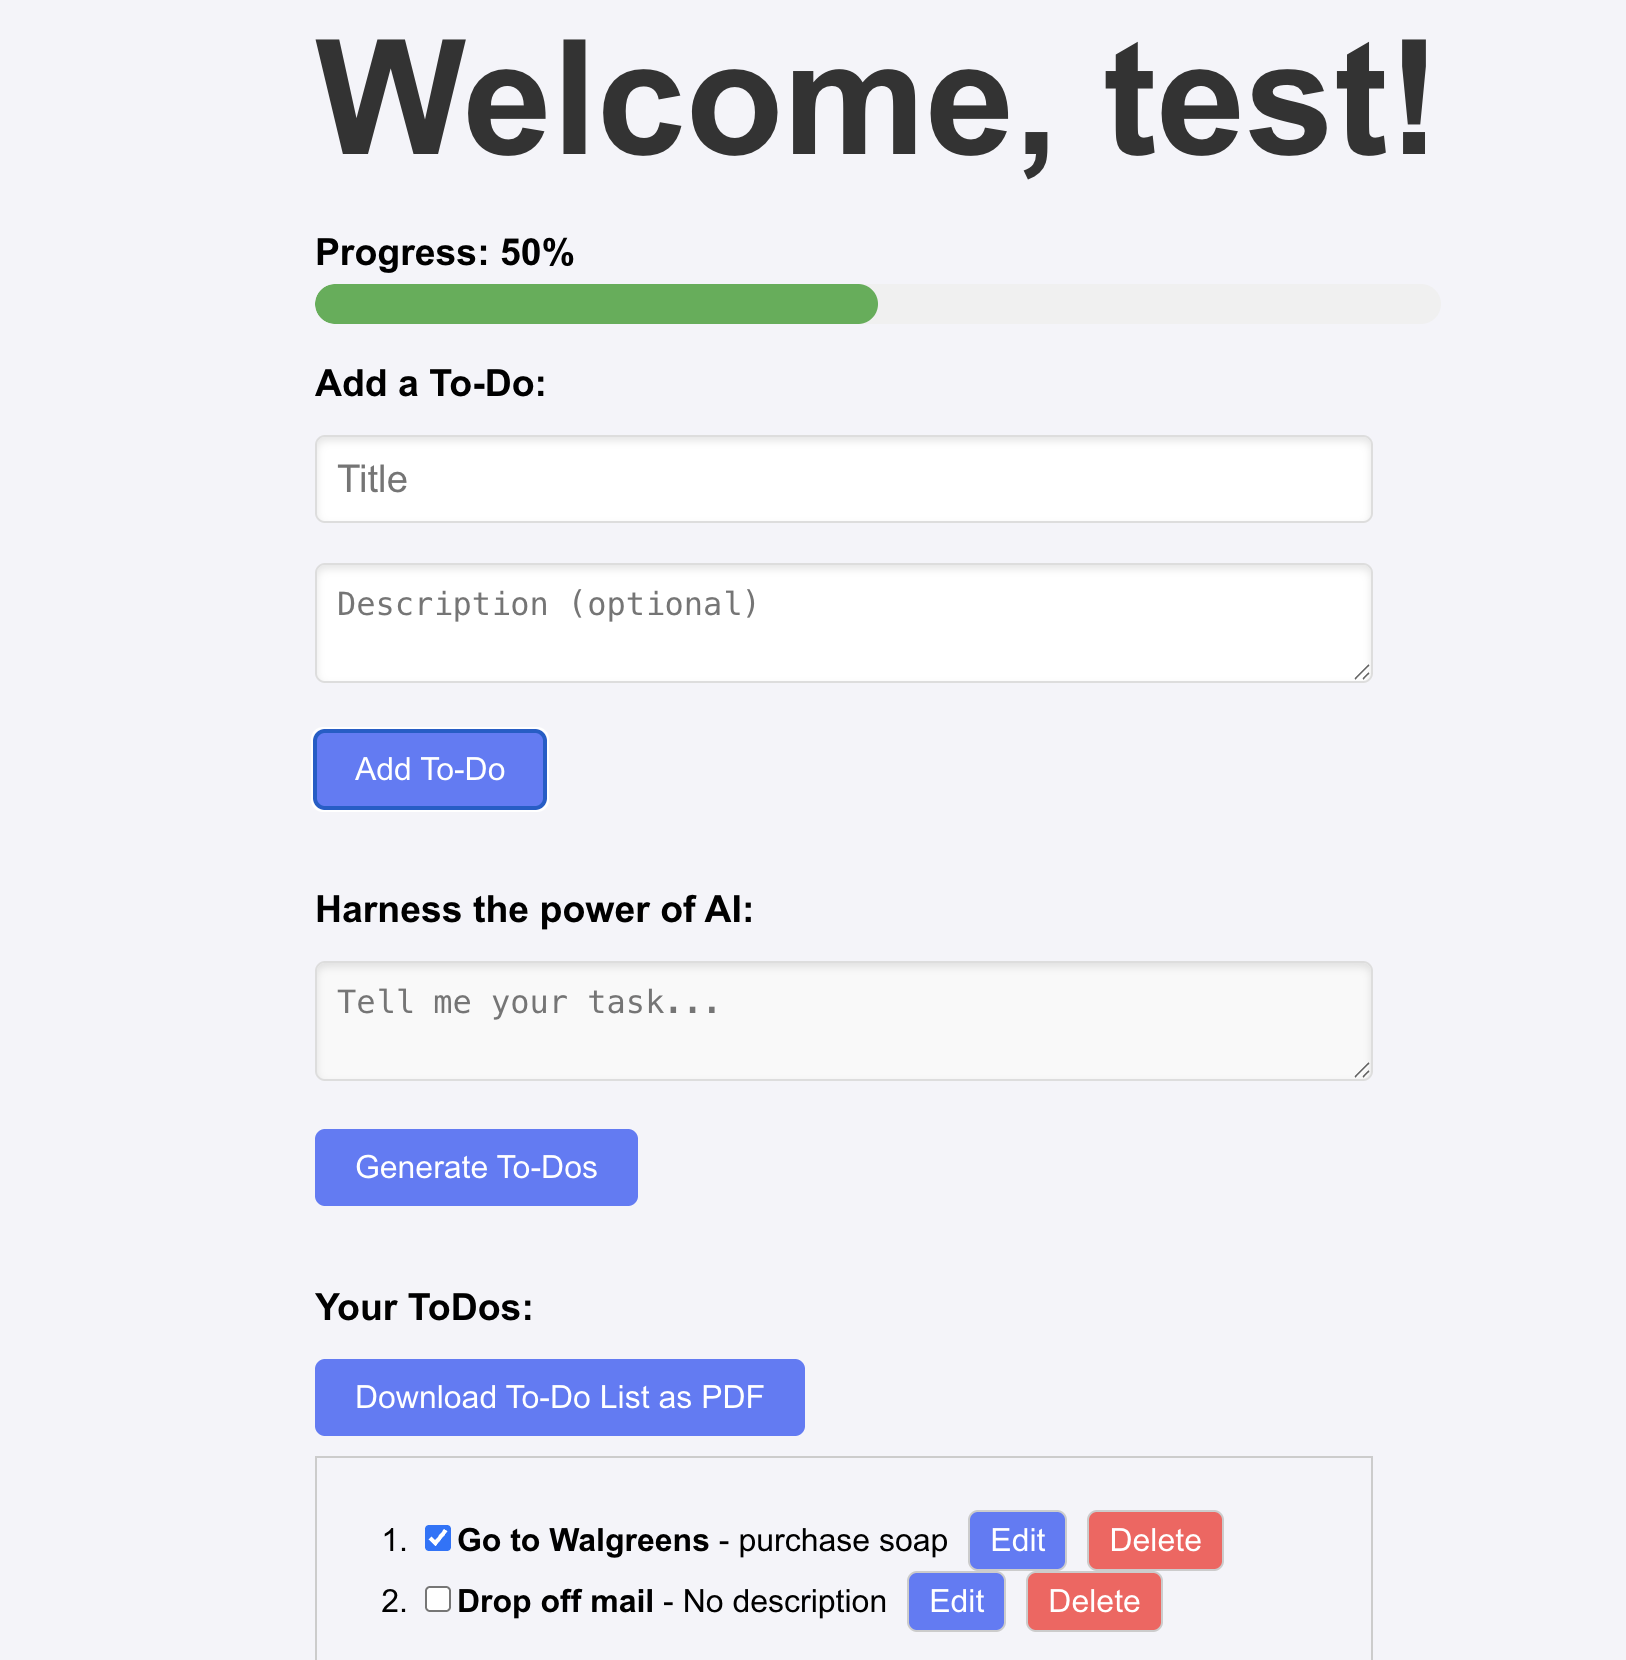 Welcome, test!
Progress: 50%
Add a To-Do:
Title
Description (optional)
Add To-Do
Harness the power of AI:
Tell me your task...
Generate To-Dos
Your ToDos:
Download To-Do List as PDF
1. Go to Walgreens - purchase soap Edit Delete
2. Drop off mail - No description Edit Delete